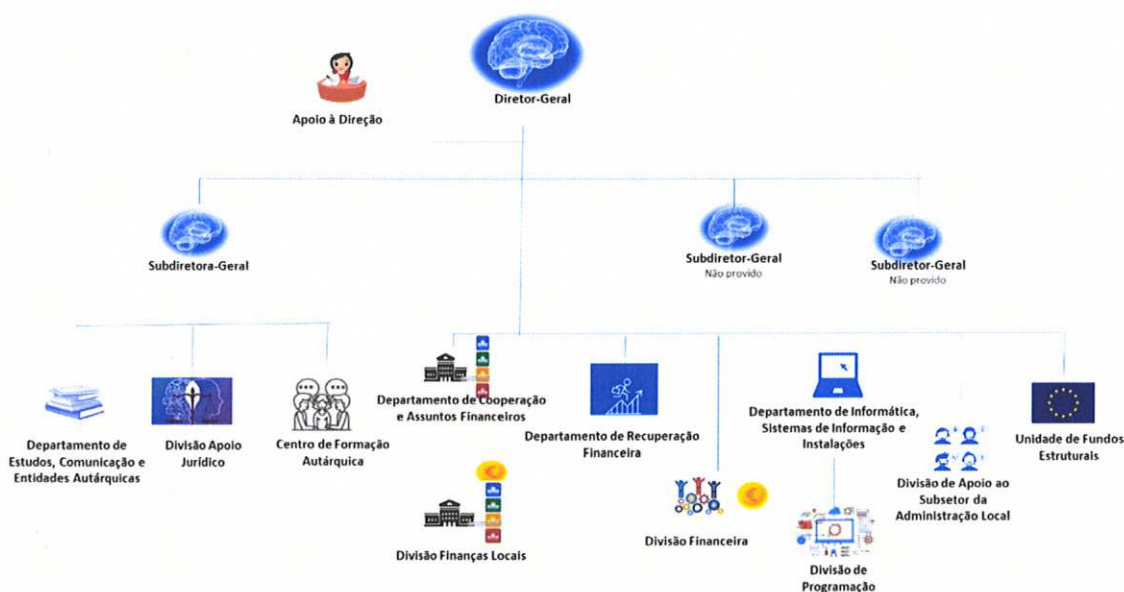 Diretor-Geral
Apoio à Direção
Subdiretora-Geral
Subdiretor-Geral
Não provido
Subdiretor-Geral
Não provido
Departamento de
Estudos, Comunicação e
Entidades Autárquicas
Divisão Apoio
Jurídico
Centro de Formação
Autárquica
Departamento de Cooperação
e Assuntos Financeiros
Departamento de Recuperação
Financeira
Departamento de Informática,
Sistemas de Informação e
Instalações
Divisão de Apoio ao
Subsetor da
Administração Local
Unidade de Fundos
Estruturais
Divisão Finanças Locais
Divisão Financeira
Divisão de
Programação